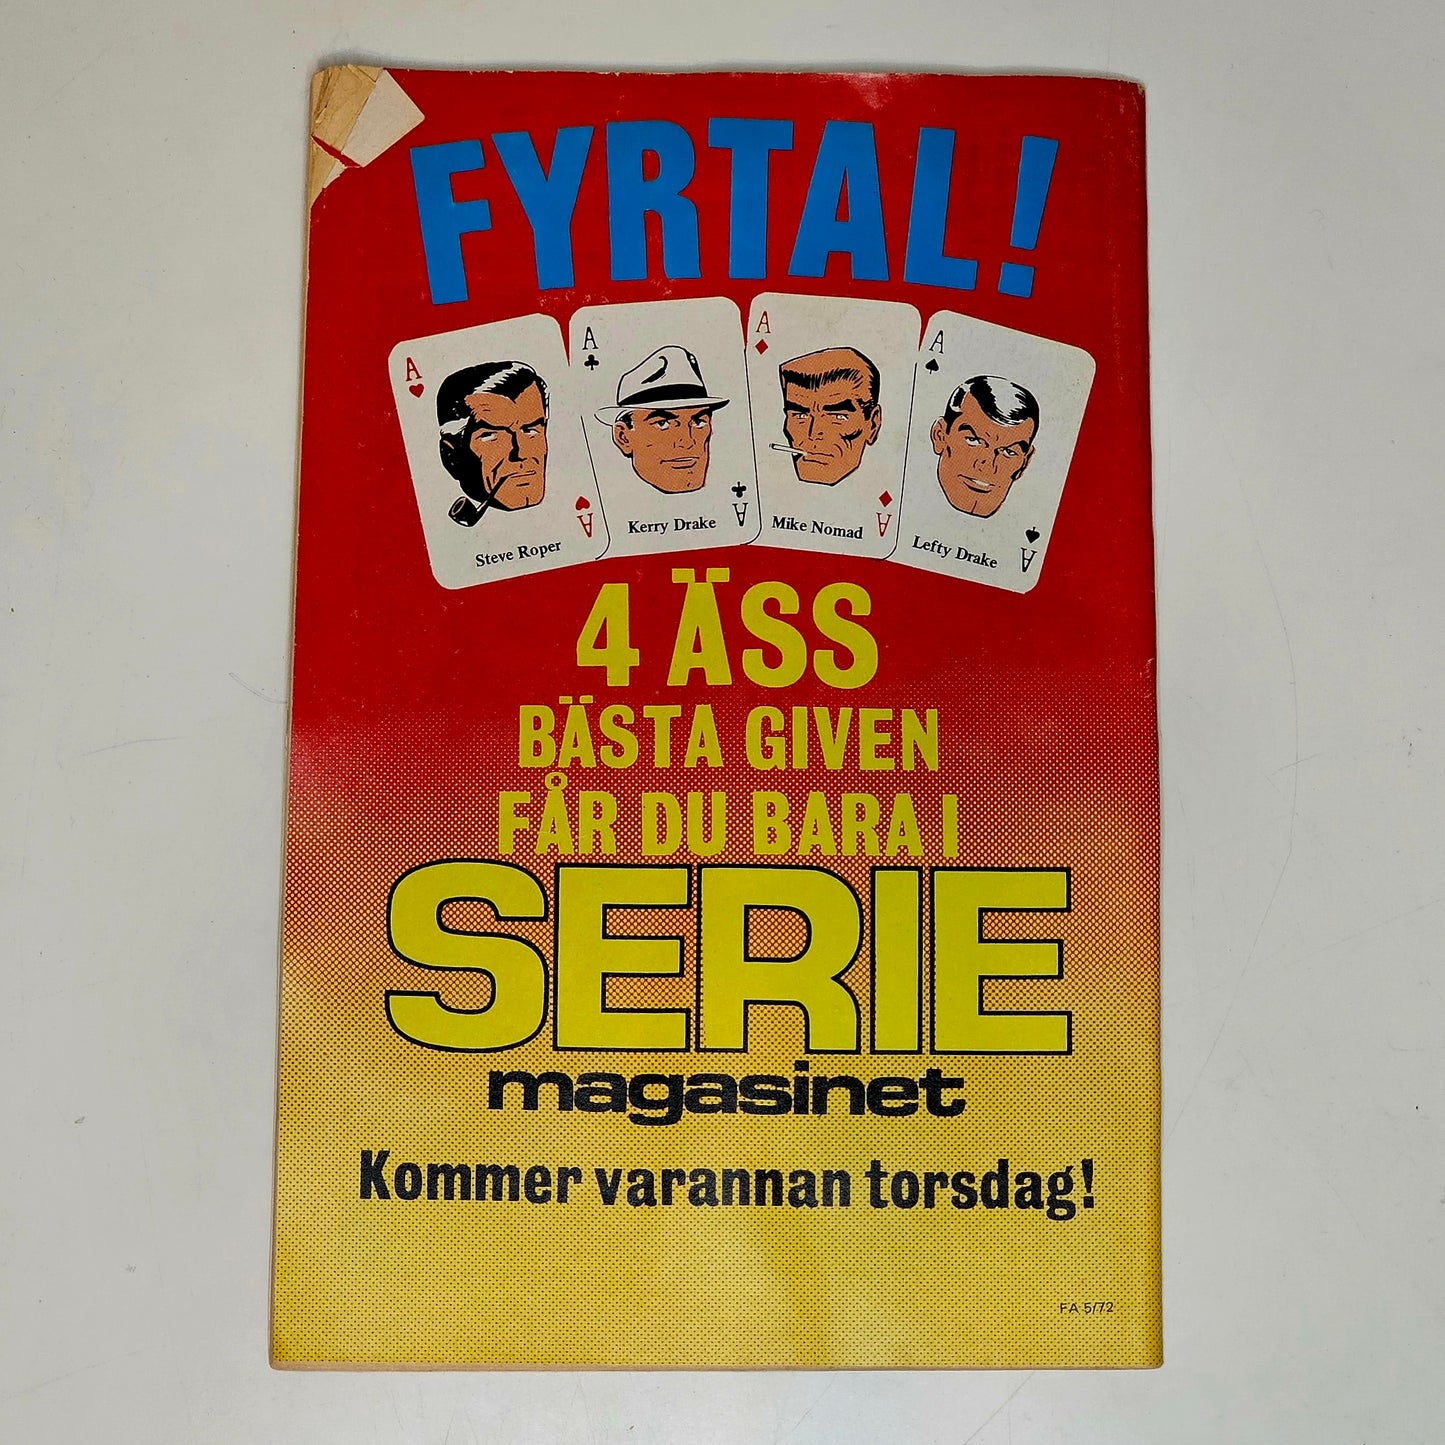 FYRTAL!
A
A
Steve Roper
A
A
Kerry Drake
A
A
Mike Nomad
A
A
Lefty Drake
4 ÄSS
BÄSTA GIVEN
FÅR DU BARA I
SERIE
magasinet
Kommer varannan torsdag!
FA 5/72